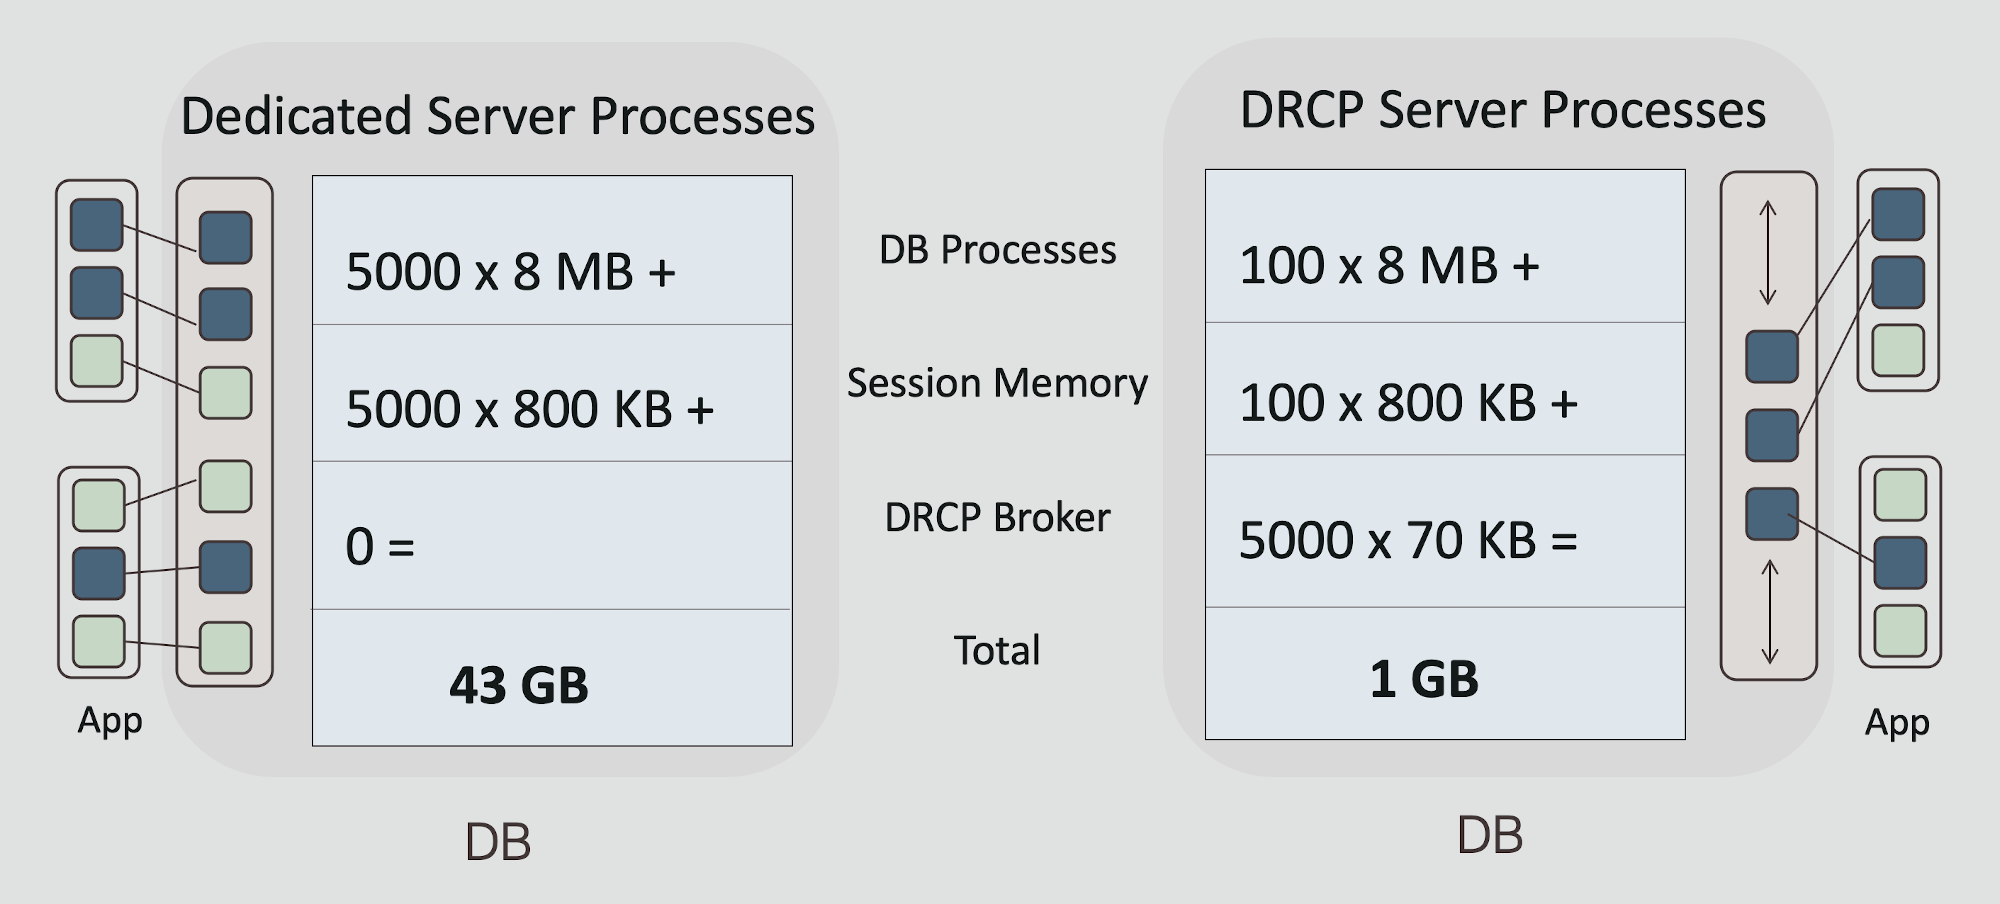 Dedicated Server Processes
5000 x 8 MB +
5000 x 800 KB +
0 =
43 GB
App
DB
DB Processes
Session Memory
DRCP Broker
Total
DRCP Server Processes
100 x 8 MB +
100 x 800 KB +
5000 x 70 KB =
1 GB
App
DB